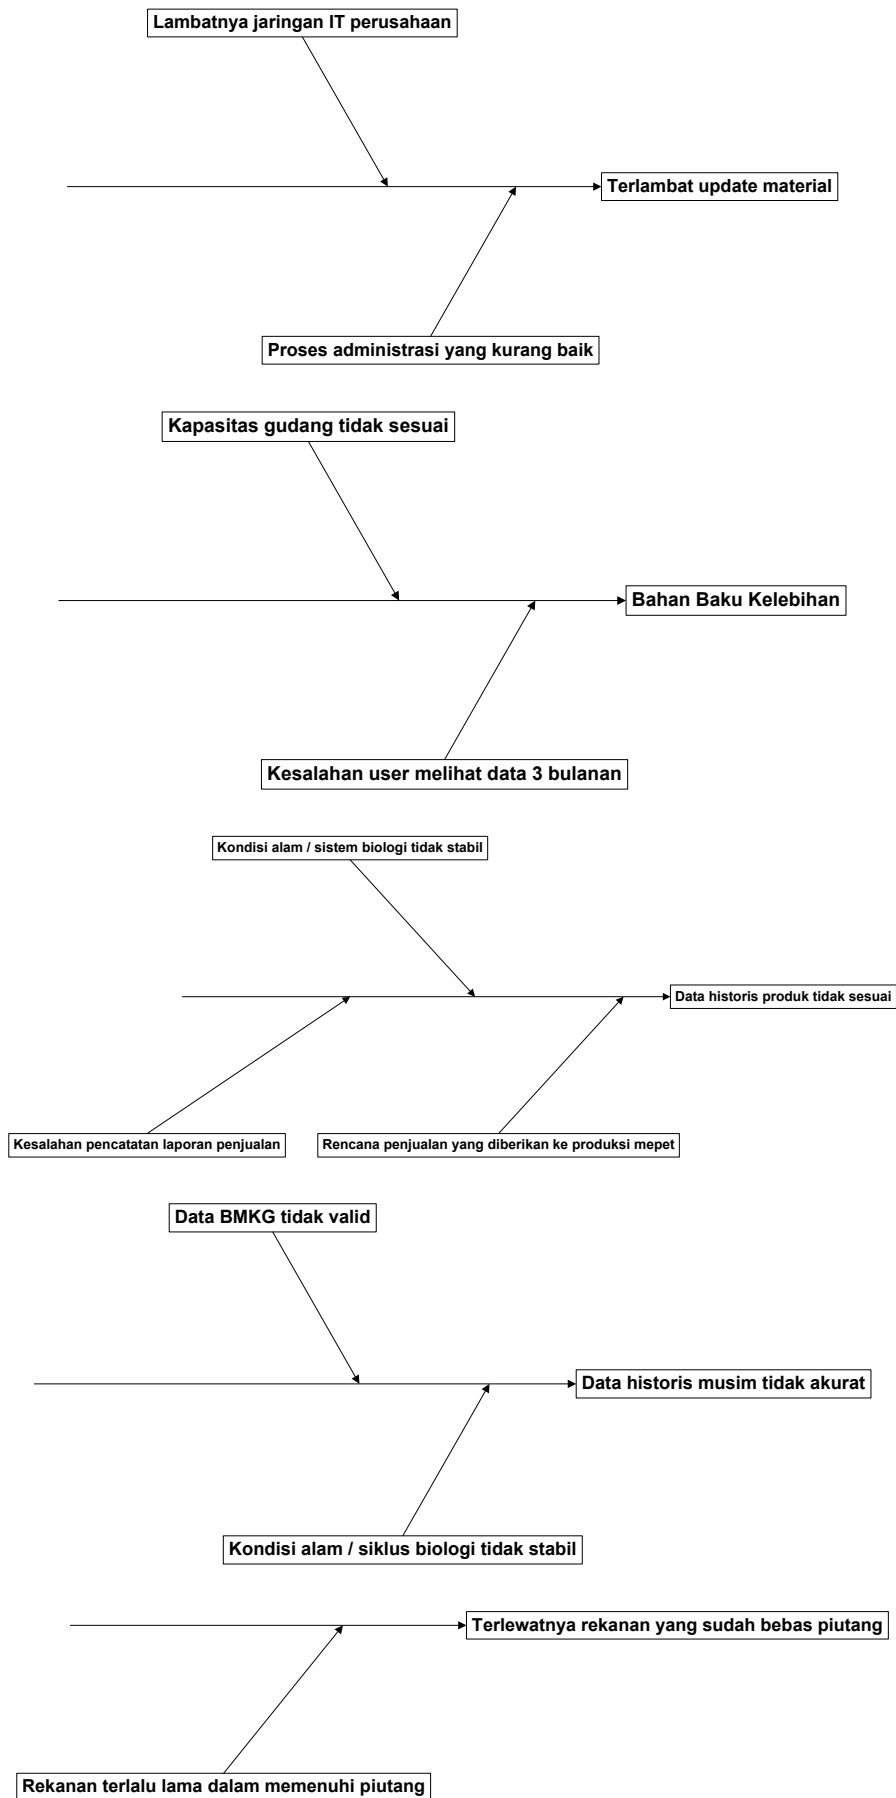 Lambatnya jaringan IT perusahaan
Terlambat update material
Proses administrasi yang kurang baik
Kapasitas gudang tidak sesuai
Bahan Baku Kelebihan
Kesalahan user melihat data 3 bulanan
Kondisi alam / sistem biologi tidak stabil
Data historis produk tidak sesuai
Kesalahan pencatatan laporan penjualan
Rencana penjualan yang diberikan ke produksi mepet
Data BMKG tidak valid
Data historis musim tidak akurat
Kondisi alam / siklus biologi tidak stabil
Terlewatnya rekanan yang sudah bebas piutang
Rekanan terlalu lama dalam memenuhi piutang